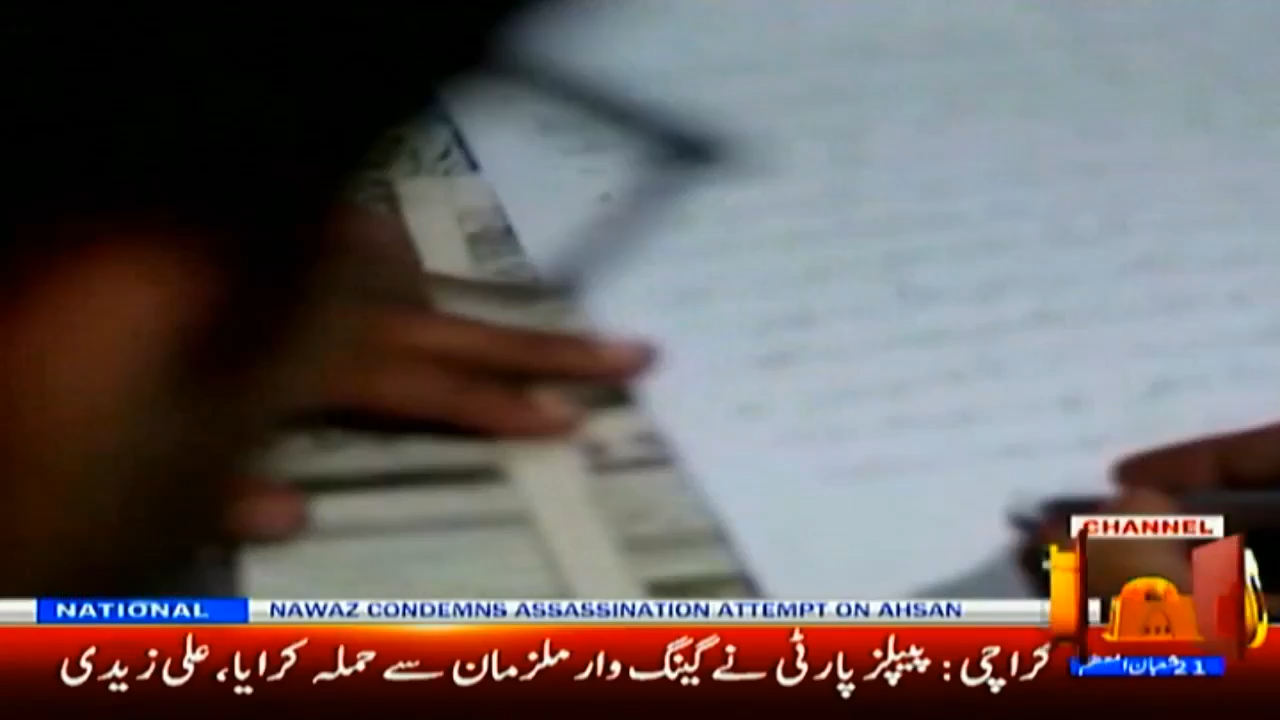 CHANNEL
NATIONAL NAWAZ CONDEMNS ASSASSINATION ATTEMPT ON AHSAN
کراچی : پیپلز پارٹی نے گینگ وار ملزمان سے حملہ کرایا، علی زیدی
21